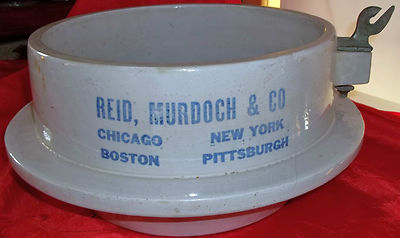 REID, MURDOCH & CO
CHICAGO NEW YORK
BOSTON PITTSBURGH